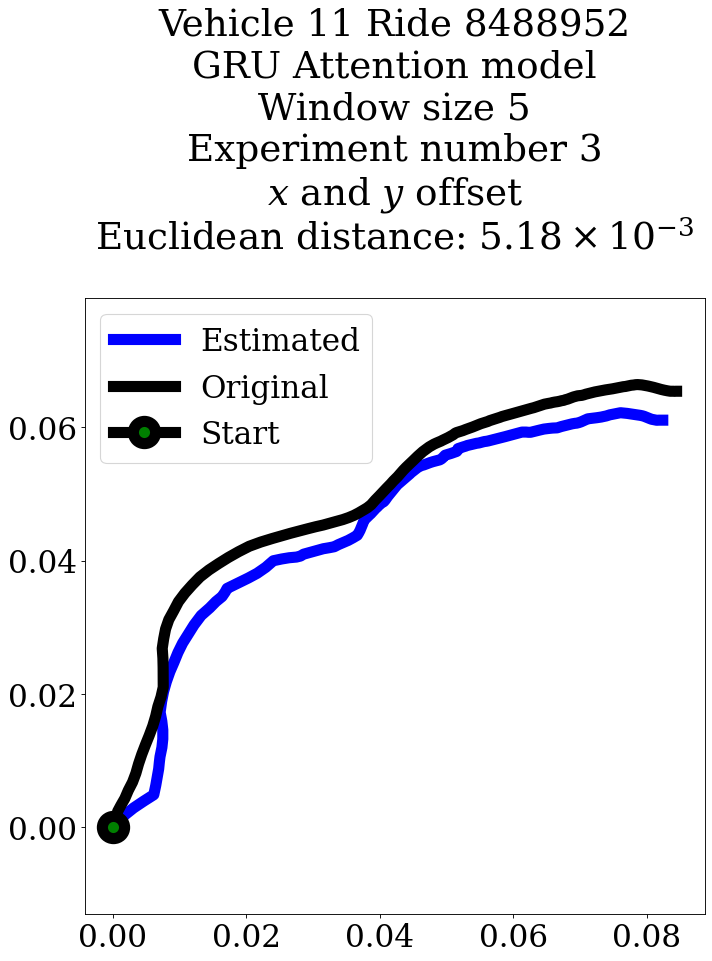 Vehicle 11 Ride 8488952
GRU Attention model
Window size 5
Experiment number 3
x and y offset
Euclidean distance: 5.18 × 10⁻³
Estimated
Original
Start
0.06
0.04
0.02
0.00
0.00 0.02 0.04 0.06 0.08